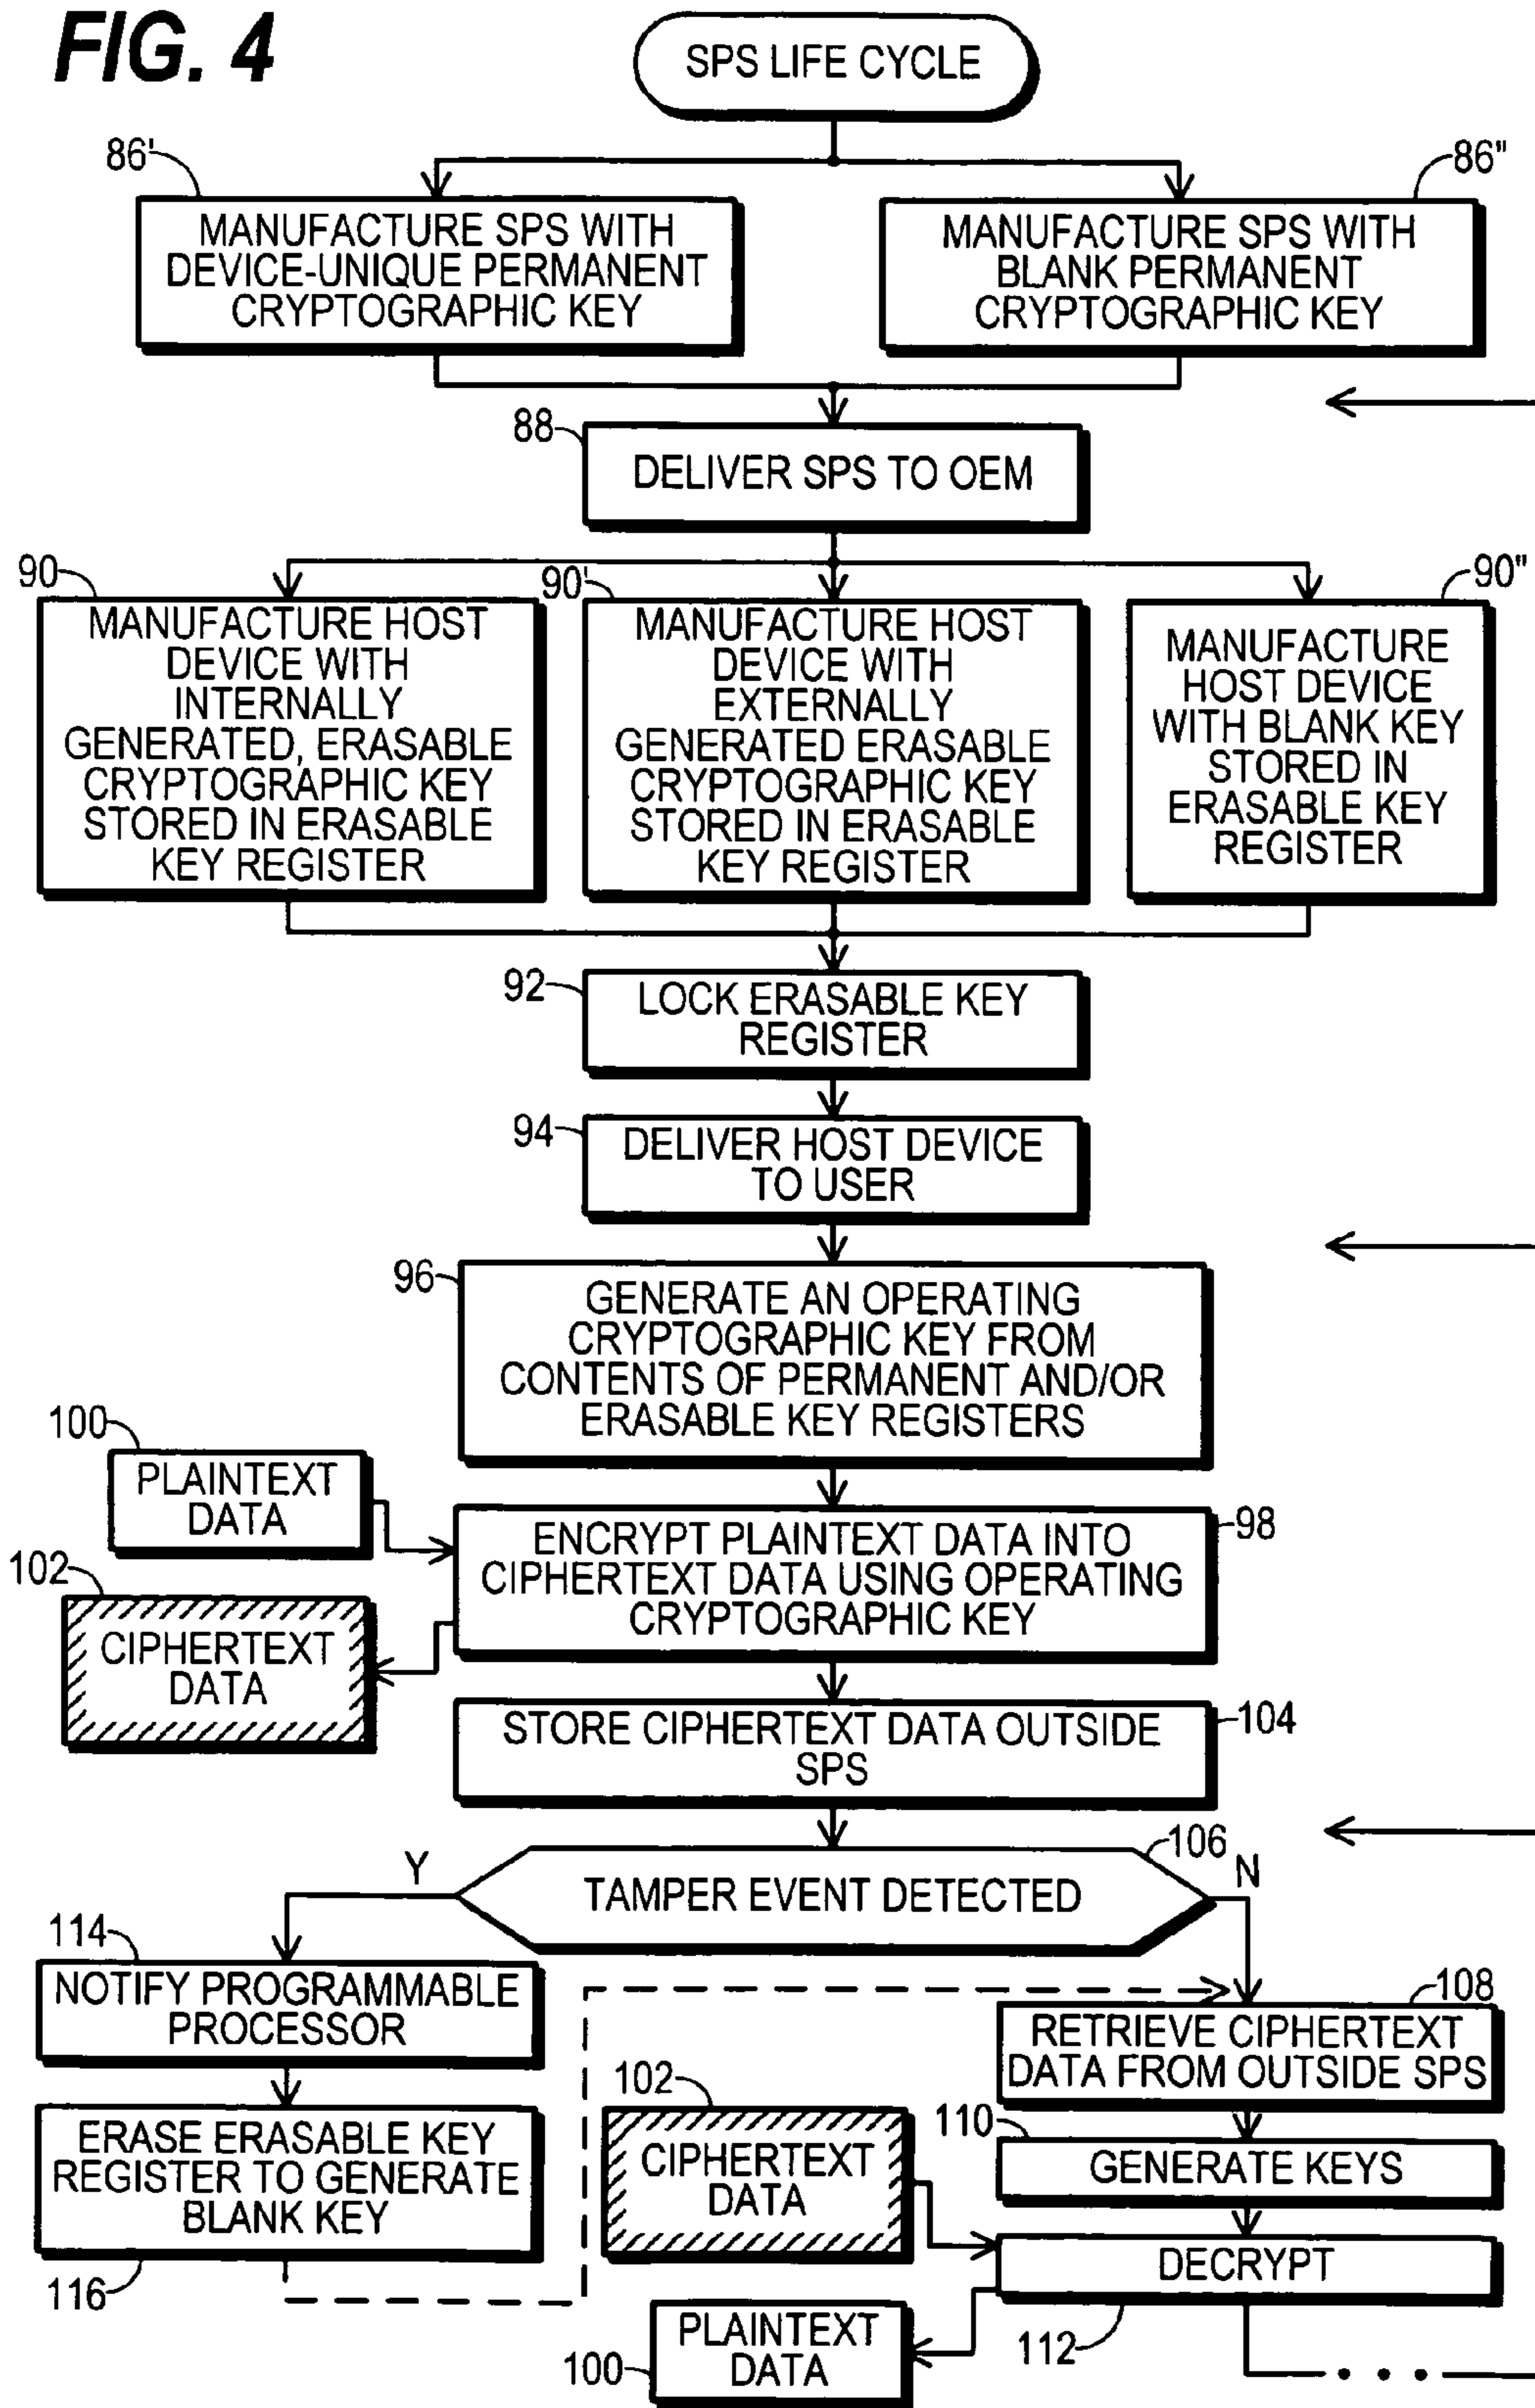 FIG. 4
SPS LIFE CYCLE
86'
86"
MANUFACTURE SPS WITH
DEVICE-UNIQUE PERMANENT
CRYPTOGRAPHIC KEY
MANUFACTURE SPS WITH
BLANK PERMANENT
CRYPTOGRAPHIC KEY
88
DELIVER SPS TO OEM
90
90'
90"
MANUFACTURE HOST
DEVICE WITH
INTERNALLY
GENERATED, ERASABLE
CRYPTOGRAPHIC KEY
STORED IN ERASABLE
KEY REGISTER
MANUFACTURE HOST
DEVICE WITH
EXTERNALLY
GENERATED ERASABLE
CRYPTOGRAPHIC KEY
STORED IN ERASABLE
KEY REGISTER
MANUFACTURE
HOST DEVICE
WITH BLANK KEY
STORED IN
ERASABLE KEY
REGISTER
92
LOCK ERASABLE KEY
REGISTER
94
DELIVER HOST DEVICE
TO USER
96
GENERATE AN OPERATING
CRYPTOGRAPHIC KEY FROM
CONTENTS OF PERMANENT AND/OR
ERASABLE KEY REGISTERS
100
PLAINTEXT
DATA
98
ENCRYPT PLAINTEXT DATA INTO
CIPHERTEXT DATA USING OPERATING
CRYPTOGRAPHIC KEY
102
CIPHERTEXT
DATA
104
STORE CIPHERTEXT DATA OUTSIDE
SPS
106
Y
TAMPER EVENT DETECTED
N
114
NOTIFY PROGRAMMABLE
PROCESSOR
108
RETRIEVE CIPHERTEXT
DATA FROM OUTSIDE SPS
ERASE ERASABLE KEY
REGISTER TO GENERATE
BLANK KEY
116
102
CIPHERTEXT
DATA
110
GENERATE KEYS
DECRYPT
112
PLAINTEXT
DATA
100